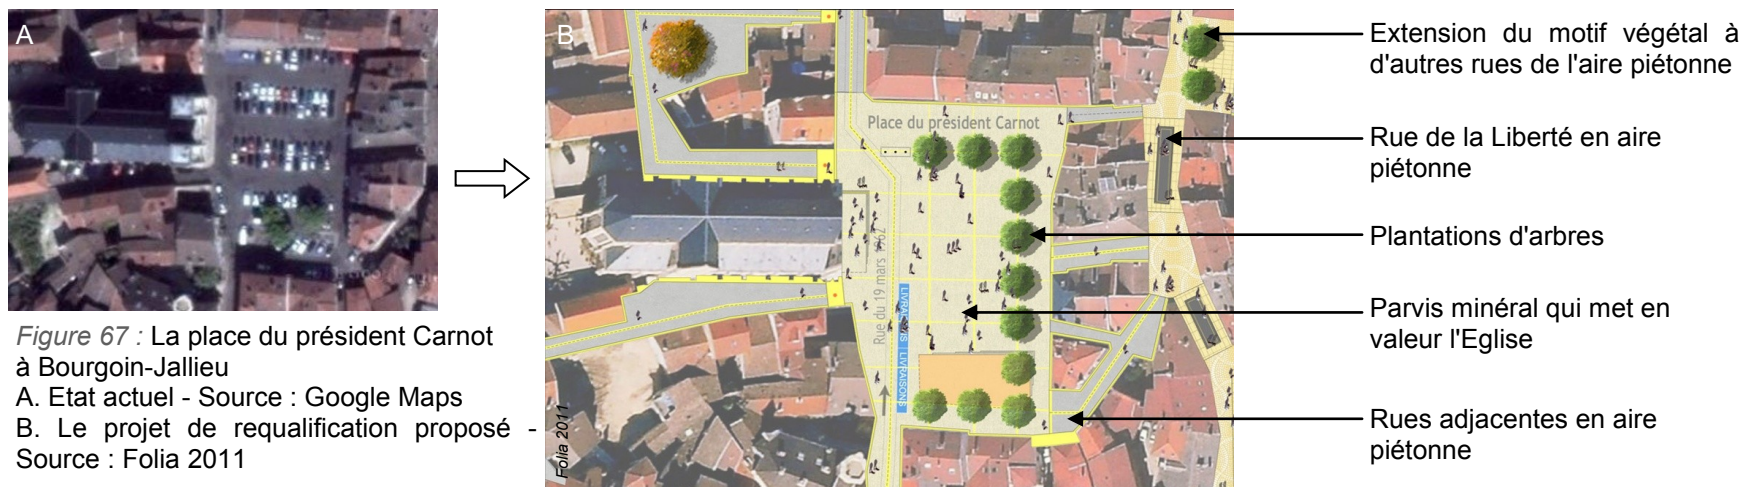 A
B
Place du président Carnot
Rue du 19 mars 1962
LIVRAISONS LIVRAISONS
Folia 2011
Extension du motif végétal à
d'autres rues de l'aire piétonne
Rue de la Liberté en aire
piétonne
Plantations d'arbres
Parvis minéral qui met en
valeur l'Eglise
Rues adjacentes en aire
piétonne
Figure 67 : La place du président Carnot
à Bourgoin-Jallieu
A. Etat actuel - Source : Google Maps
B. Le projet de requalification proposé -
Source : Folia 2011